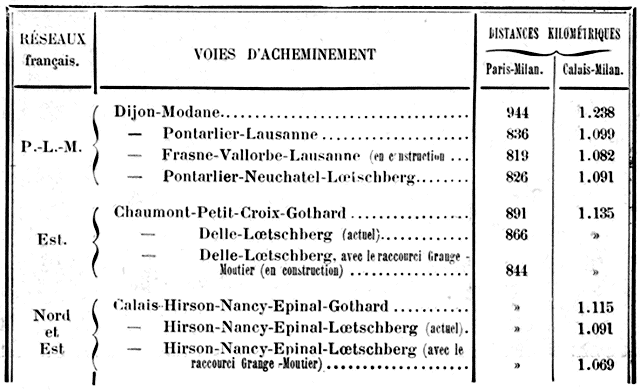 RÉSEAUX français. VOIES D'ACHEMINEMENT DISTANCES KILOMÉTRIQUES
Paris-Milan. Calais-Milan.
P.-L.-M.
Dijon-Modane 944 1.238
— Pontarlier-Lausanne 836 1.099
— Frasne-Vallorbe-Lausanne (en construction ... 819 1.082
— Pontarlier-Neuchatel-Lœtschberg 826 1.091
Est.
Chaumont-Petit-Croix-Gothard 891 1.135
— Delle-Lœtschberg (actuel) 866 »
— Delle-Lœtschberg, avec le raccourci Grange-
Moutier (en construction) 844 »
Nord et Est
Calais-Hirson-Nancy-Epinal-Gothard » 1.115
— Hirson-Nancy-Epinal-Lœtschberg (actuel). » 1.091
— Hirson-Nancy-Epinal-Lœtschberg (avec le
raccourci Grange-Moutier) » 1.069